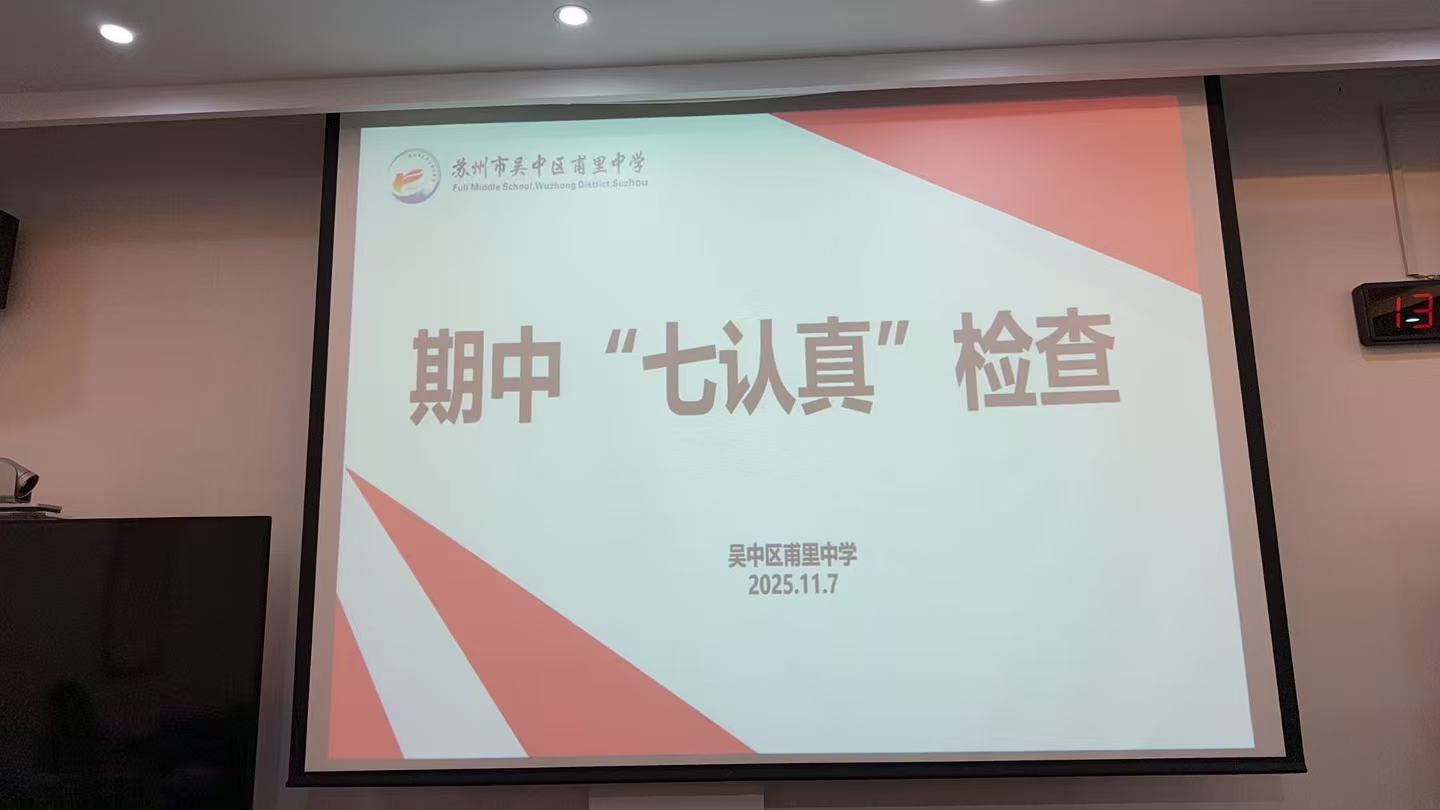 苏州市吴中区甫里中学
Fuli Middle School,Wuzhong District,Suzhou
期中“七认真”检查
吴中区甫里中学
2025.11.7
13